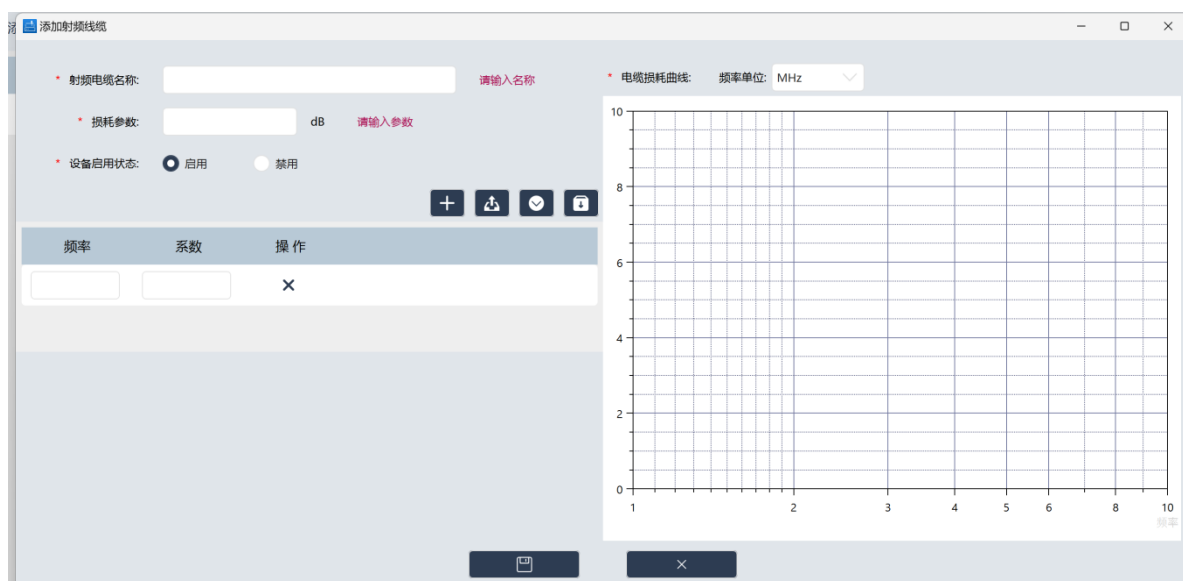 添加射频线缆
* 射频电缆名称: 请输入名称
* 损耗参数: dB 请输入参数
* 设备启用状态: 启用 禁用
频率 系数 操作
* 电缆损耗曲线: 频率单位: MHz
10
8
6
4
2
0
1 2 3 4 5 6 8 10
频率